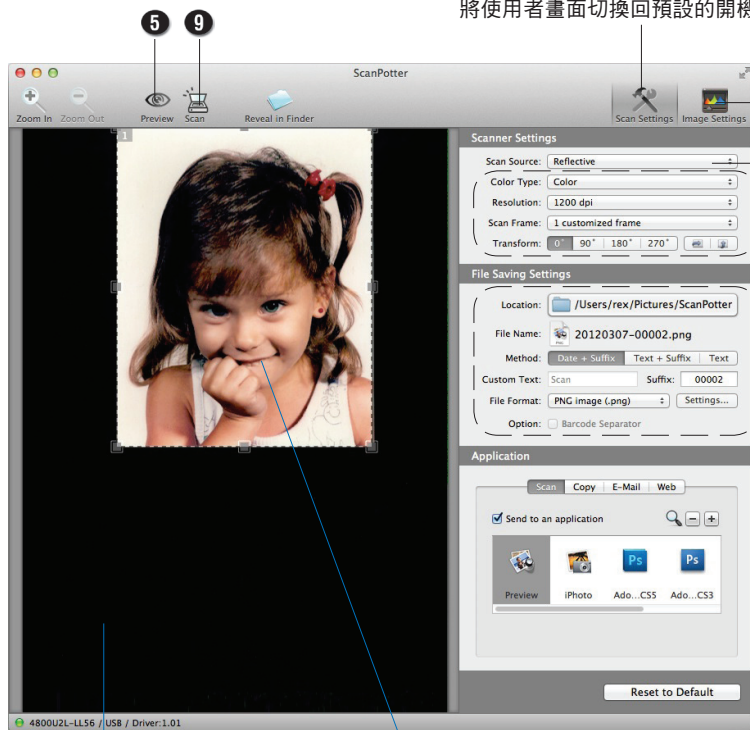 將使用者畫面切換回預設的開機
5 9
ScanPotter
Zoom In Zoom Out Preview Scan Reveal in Finder Scan Settings Image Settings
1
Scanner Settings
Scan Source: Reflective
Color Type: Color
Resolution: 1200 dpi
Scan Frame: 1 customized frame
Transform: 0° 90° 180° 270°
File Saving Settings
Location: /Users/rex/Pictures/ScanPotter
File Name: 20120307-00002.png
Method: Date + Suffix Text + Suffix Text
Custom Text: Scan Suffix: 00002
File Format: PNG image (.png) Settings...
Option: Barcode Separator
Application
Scan Copy E-Mail Web
Send to an application
Ps Ps
Preview iPhoto Ado...CS5 Ado...CS3
Reset to Default
4800U2L-LL56 / USB / Driver:1.01